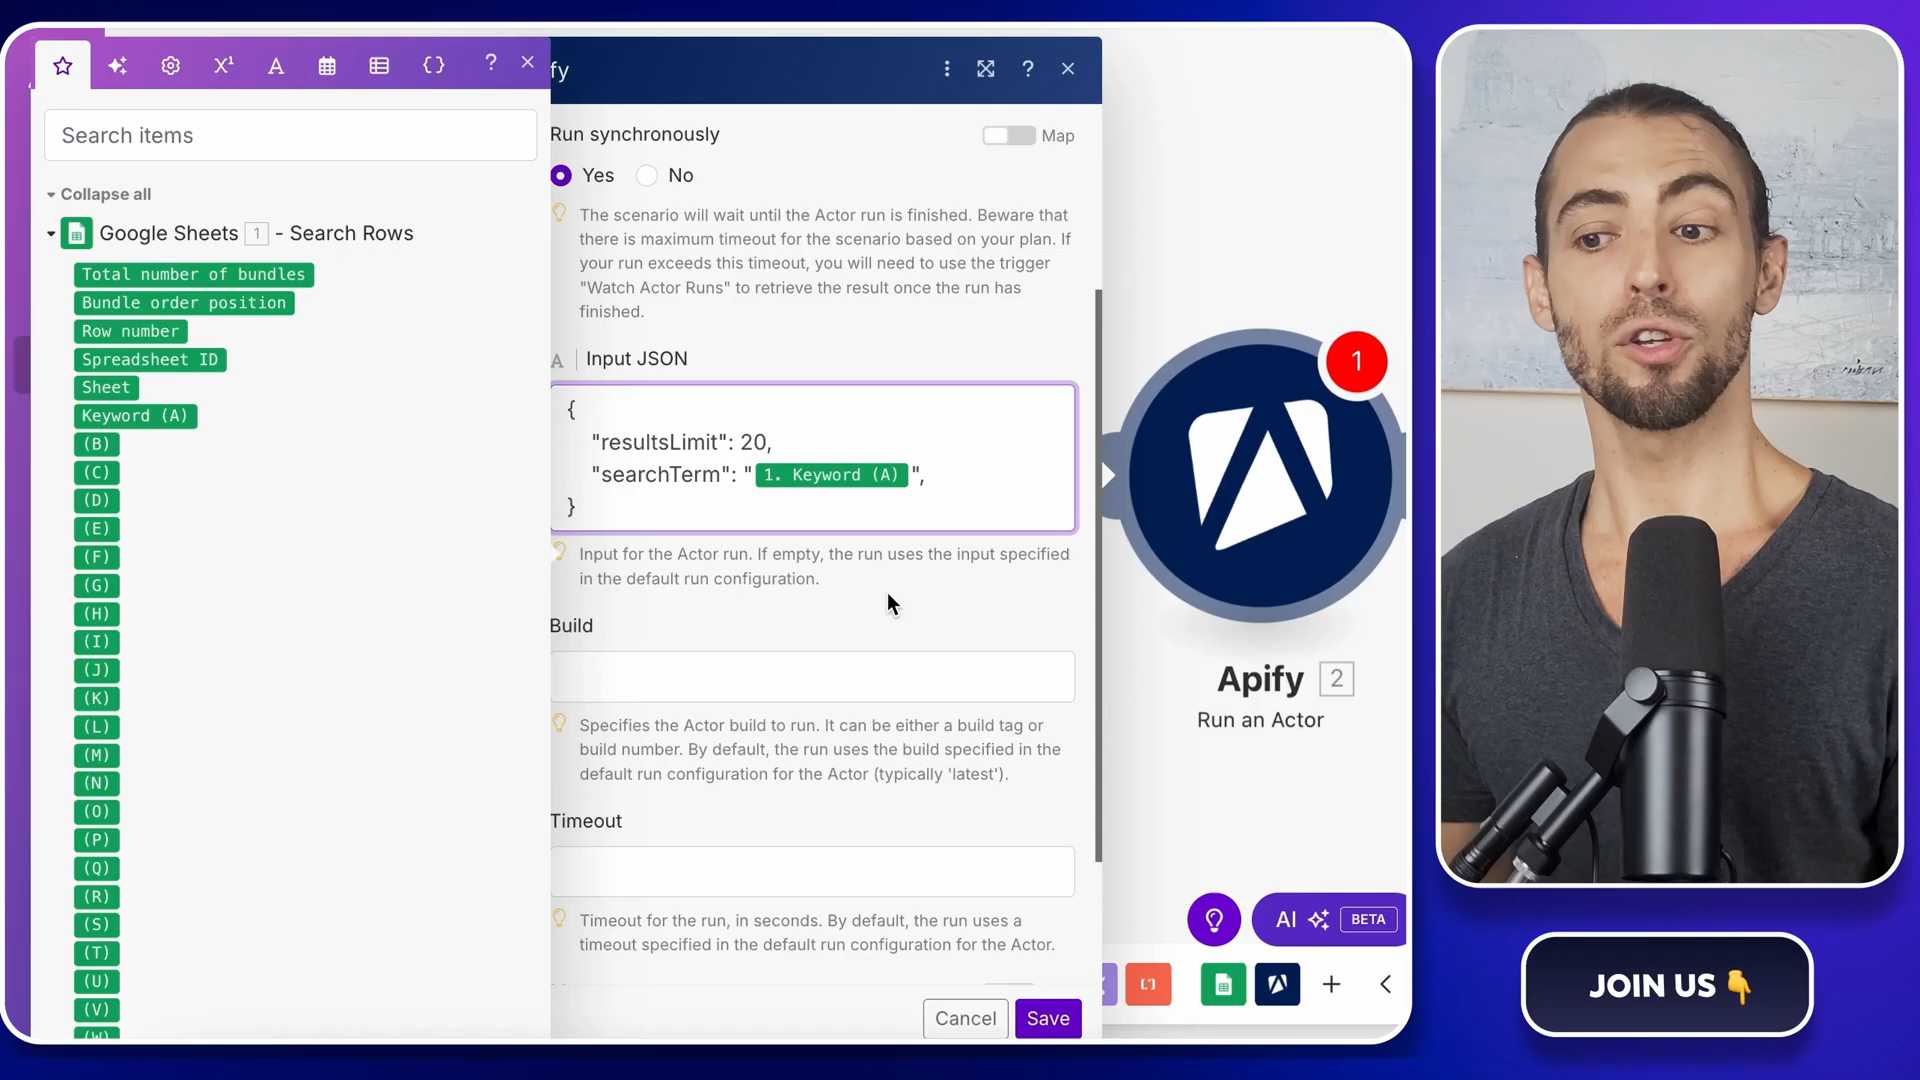 Search items
Collapse all
Google Sheets 1 - Search Rows
Total number of bundles
Bundle order position
Row number
Spreadsheet ID
Sheet
Keyword (A)
(B)
(C)
(D)
(E)
(F)
(G)
(H)
(I)
(J)
(K)
(L)
(M)
(N)
(O)
(P)
(Q)
(R)
(S)
(T)
(U)
(V)
fy
Run synchronously
Map
Yes No
The scenario will wait until the Actor run is finished. Beware that
there is maximum timeout for the scenario based on your plan. If
your run exceeds this timeout, you will need to use the trigger
"Watch Actor Runs" to retrieve the result once the run has
finished.
A Input JSON
{
"resultsLimit": 20,
"searchTerm": "1. Keyword (A)",
}
Input for the Actor run. If empty, the run uses the input specified
in the default run configuration.
Build
Specifies the Actor build to run. It can be either a build tag or
build number. By default, the run uses the build specified in the
default run configuration for the Actor (typically 'latest').
Timeout
Timeout for the run, in seconds. By default, the run uses a
timeout specified in the default run configuration for the Actor.
Cancel
Save
1
Apify 2
Run an Actor
AI BETA
JOIN US 👇